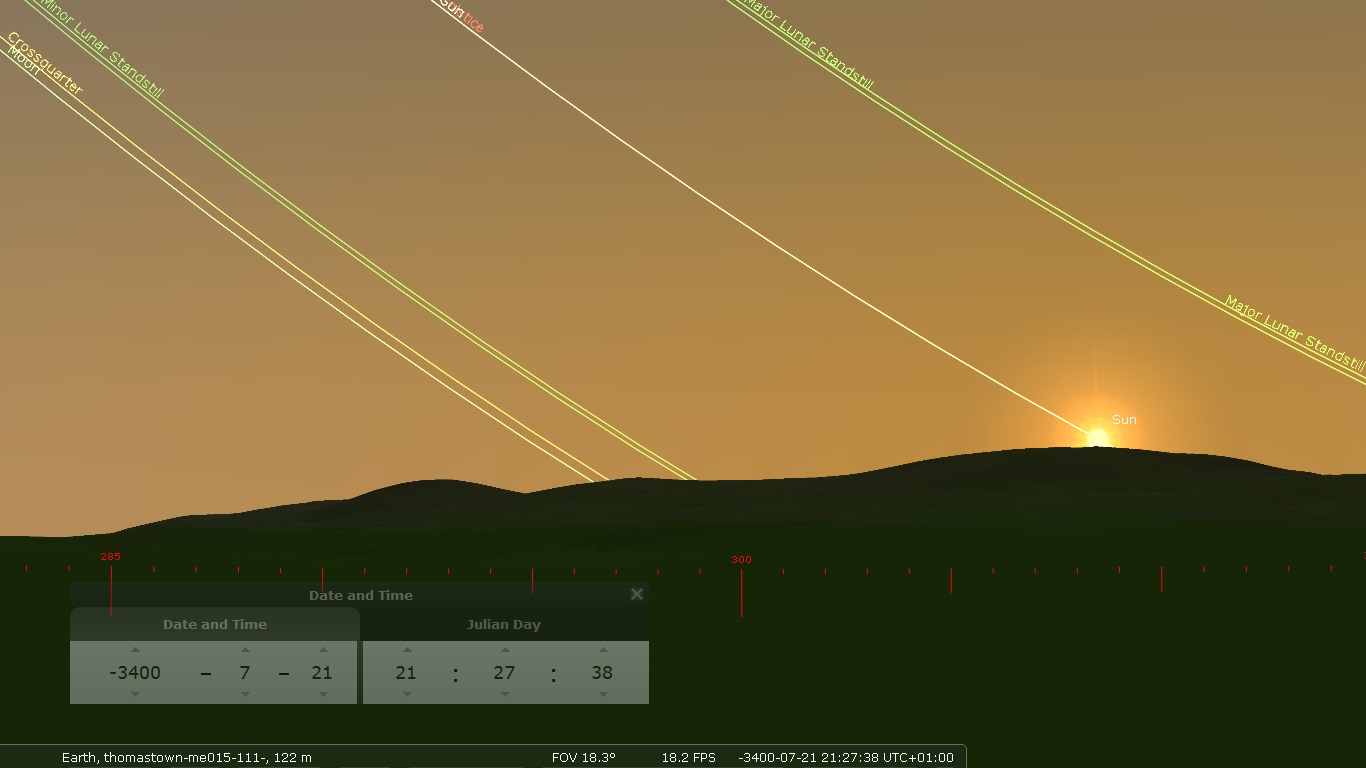 Minor Lunar Standstill
Crossquarter
Moon
Sun
Major Lunar Standstill
Major Lunar Standstill
Sun
285
300
Date and Time
Date and Time
Julian Day
-3400 – 7 – 21
21 : 27 : 38
Earth, thomastown-me015-111-, 122 m
FOV 18.3°
18.2 FPS
-3400-07-21 21:27:38 UTC+01:00